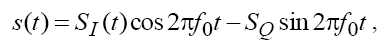 s(t) = S_I(t) cos 2πf_0t − S_Q sin 2πf_0t ,